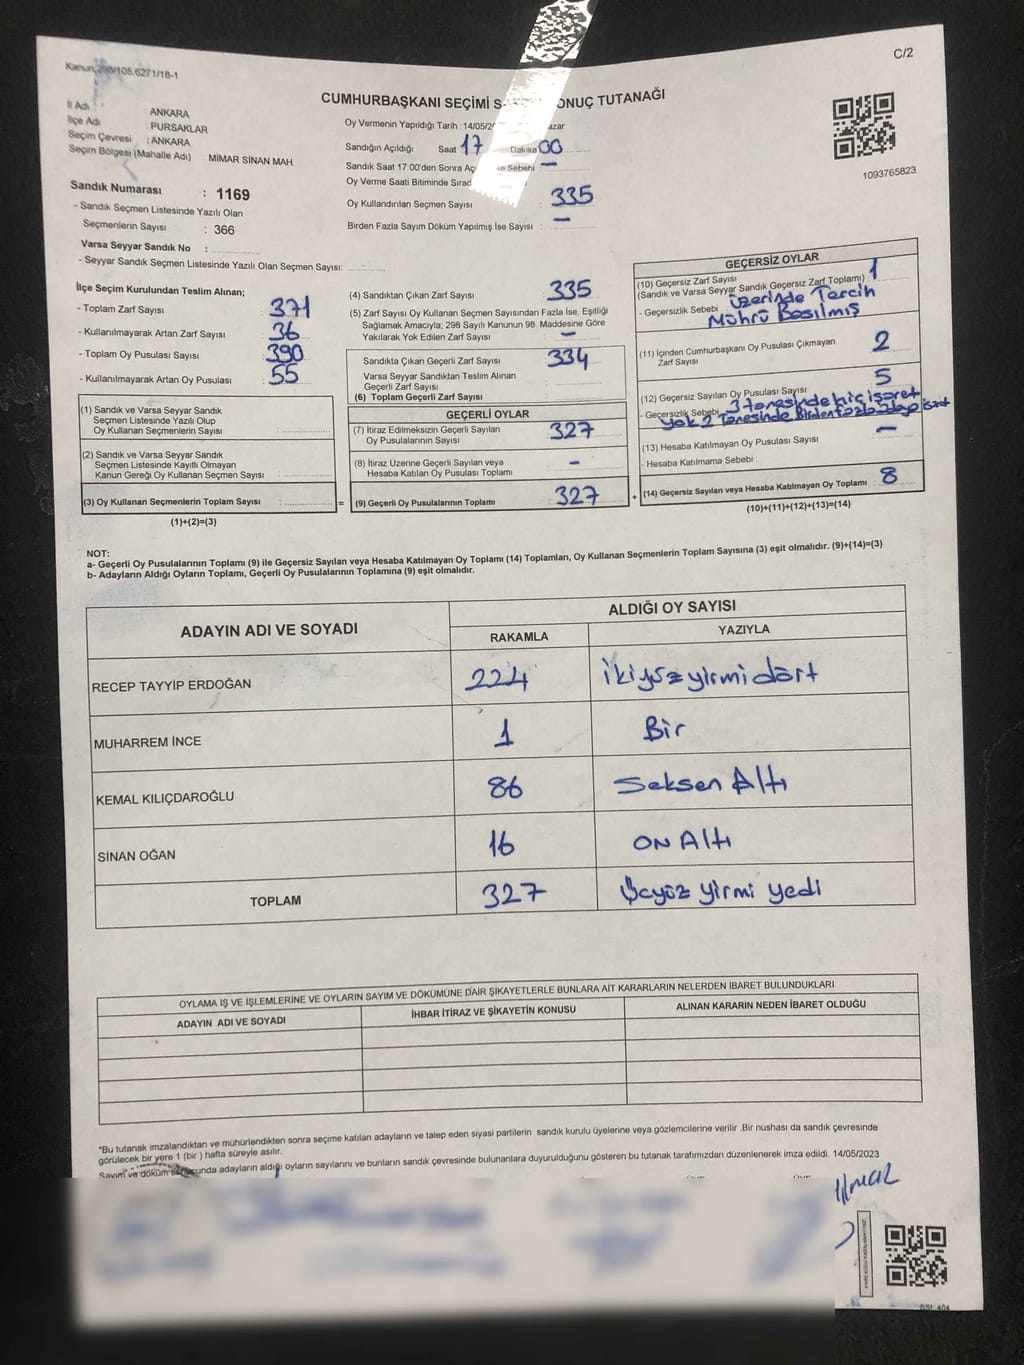 C/2
Kanun 298/105.6271/18-1
CUMHURBAŞKANI SEÇİMİ ONUÇ TUTANAĞI
İl Adı : ANKARA
İlçe Adı : PURSAKLAR
Seçim Çevresi : ANKARA
Seçim Bölgesi (Mahalle Adı) MİMAR SİNAN MAH.
Sandık Numarası : 1169
- Sandık Seçmen Listesinde Yazılı Olan
Seçmenlerin Sayısı : 366
Varsa Seyyar Sandık No :
- Seyyar Sandık Seçmen Listesinde Yazılı Olan Seçmen Sayısı:
Oy Vermenin Yapıldığı Tarih :14/05/2 azar
Sandığın Açıldığı Saat 17 Dakika 00
Sandık Saat 17:00'den Sonra Aç e Sebebi –
Oy Verme Saati Bitiminde Sırad
Oy Kullandırılan Seçmen Sayısı : 335
Birden Fazla Sayım Döküm Yapılmış İse Sayısı : –
1093765823
İlçe Seçim Kurulundan Teslim Alınan;
- Toplam Zarf Sayısı : 371
- Kullanılmayarak Artan Zarf Sayısı : 36
- Toplam Oy Pusulası Sayısı : 390
- Kullanılmayarak Artan Oy Pusulası : 55
(1) Sandık ve Varsa Seyyar Sandık
Seçmen Listesinde Yazılı Olup
Oy Kullanan Seçmenlerin Sayısı :
(2) Sandık ve Varsa Seyyar Sandık
Seçmen Listesinde Kayıtlı Olmayan
Kanun Gereği Oy Kullanan Seçmen Sayısı :
(3) Oy Kullanan Seçmenlerin Toplam Sayısı :
(1)+(2)=(3)
=
(4) Sandıktan Çıkan Zarf Sayısı : 335
(5) Zarf Sayısı Oy Kullanan Seçmen Sayısından Fazla İse, Eşitliği
Sağlamak Amacıyla; 298 Sayılı Kanunun 98. Maddesine Göre
Yakılarak Yok Edilen Zarf Sayısı : –
Sandıkta Çıkan Geçerli Zarf Sayısı : 334
Varsa Seyyar Sandıktan Teslim Alınan
Geçerli Zarf Sayısı
(6) Toplam Geçerli Zarf Sayısı :
GEÇERLİ OYLAR
(7) İtiraz Edilmeksizin Geçerli Sayılan
Oy Pusulalarının Sayısı : 327
(8) İtiraz Üzerine Geçerli Sayılan veya
Hesaba Katılan Oy Pusulası Toplamı : –
(9) Geçerli Oy Pusulalarının Toplamı : 327
+
GEÇERSİZ OYLAR
(10) Geçersiz Zarf Sayısı
(Sandık ve Varsa Seyyar Sandık Geçersiz Zarf Toplamı) : 1
- Geçersizlik Sebebi : Üzerinde Tercih
Mührü Basılmış
(11) İçinden Cumhurbaşkanı Oy Pusulası Çıkmayan
Zarf Sayısı : 2
(12) Geçersiz Sayılan Oy Pusulası Sayısı : 5
- Geçersizlik Sebebi 3 tanesinde hiç işaret
yok 2 Tanesinde Birden fazla adaya işaret
(13) Hesaba Katılmayan Oy Pusulası Sayısı : –
- Hesaba Katılmama Sebebi :
(14) Geçersiz Sayılan veya Hesaba Katılmayan Oy Toplamı : 8
(10)+(11)+(12)+(13)=(14)
NOT:
a- Geçerli Oy Pusulalarının Toplamı (9) ile Geçersiz Sayılan veya Hesaba Katılmayan Oy Toplamı (14) Toplamları, Oy Kullanan Seçmenlerin Toplam Sayısına (3) eşit olmalıdır. (9)+(14)=(3)
b- Adayların Aldığı Oyların Toplamı, Geçerli Oy Pusulalarının Toplamına (9) eşit olmalıdır.
ADAYIN ADI VE SOYADI
ALDIĞI OY SAYISI
RAKAMLA YAZIYLA
RECEP TAYYİP ERDOĞAN 224 İkiyüz yirmi dört
MUHARREM İNCE 1 Bir
KEMAL KILIÇDAROĞLU 86 Seksen Altı
SİNAN OĞAN 16 ON Altı
TOPLAM 327 Üçyüz yirmi yedi
OYLAMA İŞ VE İŞLEMLERİNE VE OYLARIN SAYIM VE DÖKÜMÜNE DAİR ŞİKAYETLERLE BUNLARA AİT KARARLARIN NELERDEN İBARET BULUNDUKLARI
ADAYIN ADI VE SOYADI İHBAR İTİRAZ VE ŞİKAYETİN KONUSU ALINAN KARARIN NEDEN İBARET OLDUĞU
*Bu tutanak imzalandıktan ve mühürlendikten sonra seçime katılan adayların ve talep eden siyasi partilerin sandık kurulu üyelerine veya gözlemcilerine verilir .Bir nüshası da sandık çevresinde
görülecek bir yere 1 (bir ) hafta süreyle asılır.
Sayım ve döküm sonucunda adayların aldığı oyların sayılarını ve bunların sandık çevresinde bulunanlara duyurulduğunu gösteren bu tutanak tarafımızdan düzenlenerek imza edildi. 14/05/2023